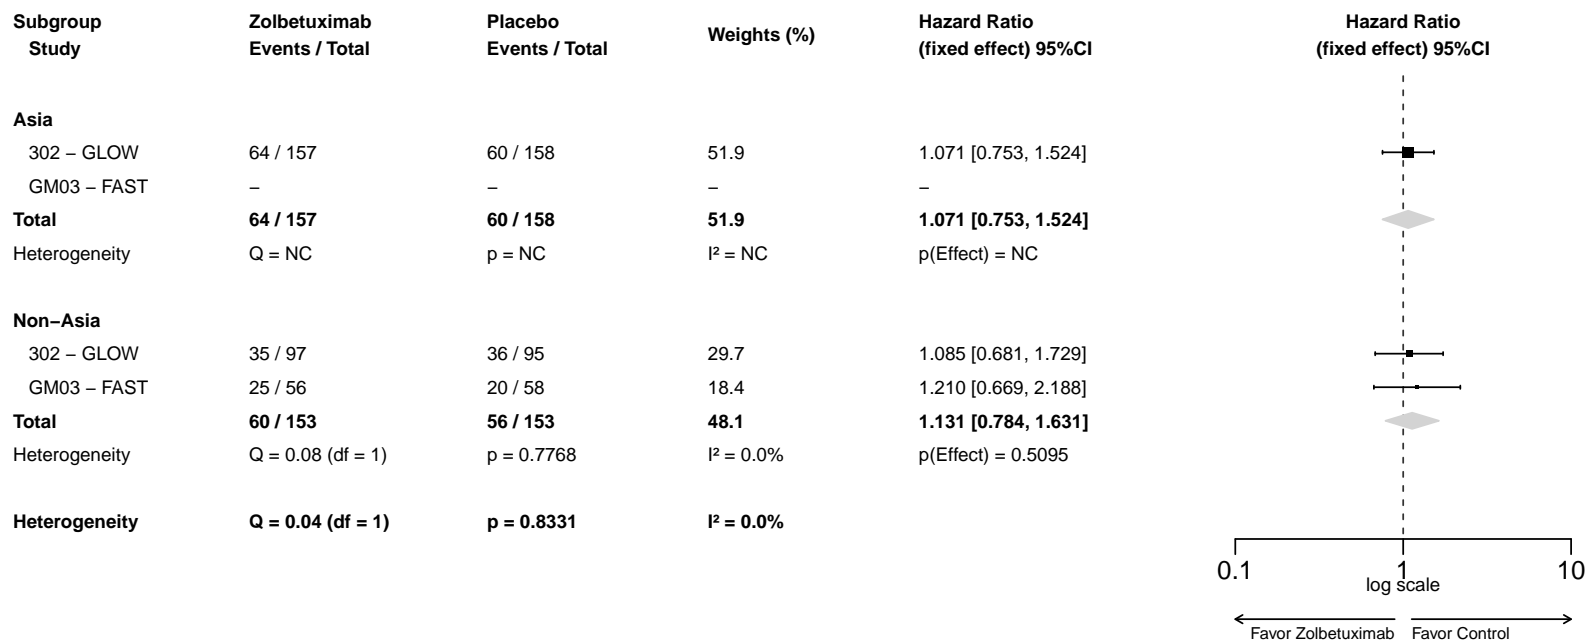 Subgroup Zolbetuximab Placebo Weights (%) Hazard Ratio Hazard Ratio
Study Events / Total Events / Total (fixed effect) 95%CI (fixed effect) 95%CI
Asia
302 − GLOW 64 / 157 60 / 158 51.9 1.071 [0.753, 1.524]
GM03 − FAST − − − −
Total 64 / 157 60 / 158 51.9 1.071 [0.753, 1.524]
Heterogeneity Q = NC p = NC I² = NC p(Effect) = NC
Non−Asia
302 − GLOW 35 / 97 36 / 95 29.7 1.085 [0.681, 1.729]
GM03 − FAST 25 / 56 20 / 58 18.4 1.210 [0.669, 2.188]
Total 60 / 153 56 / 153 48.1 1.131 [0.784, 1.631]
Heterogeneity Q = 0.08 (df = 1) p = 0.7768 I² = 0.0% p(Effect) = 0.5095
Heterogeneity Q = 0.04 (df = 1) p = 0.8331 I² = 0.0%
0.1 1 10
log scale
Favor Zolbetuximab Favor Control